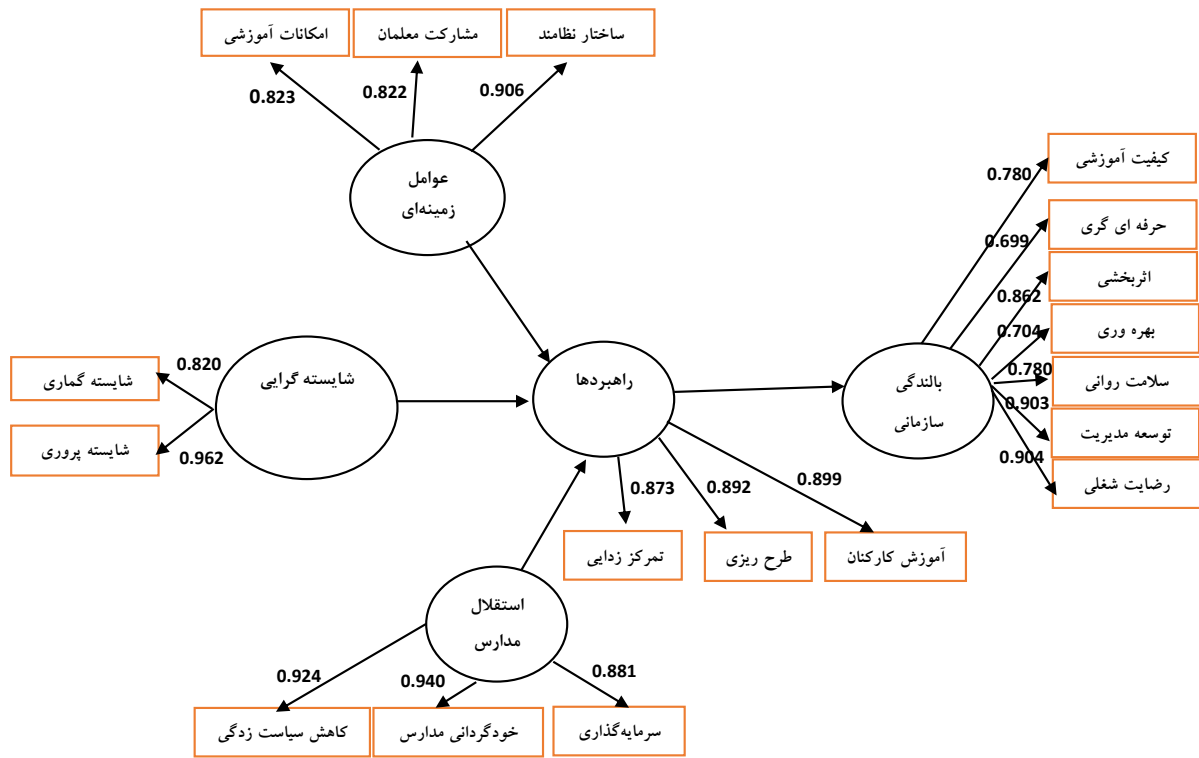 ساختار نظامند
مشارکت معلمان
امکانات آموزشی
0.906
0.822
0.823
عوامل
زمینه‌ای
کیفیت آموزشی
0.780
حرفه ای گری
0.699
اثربخشی
0.862
بهره وری
0.704
سلامت روانی
0.780
توسعه مدیریت
0.903
رضایت شغلی
0.904
بالندگی
سازمانی
راهبردها
شایسته گرایی
0.820
شایسته گماری
0.962
شایسته پروری
0.899
0.892
0.873
آموزش کارکنان
طرح ریزی
تمرکز زدایی
استقلال
مدارس
0.881
0.940
0.924
سرمایه‌گذاری
خودگردانی مدارس
کاهش سیاست زدگی